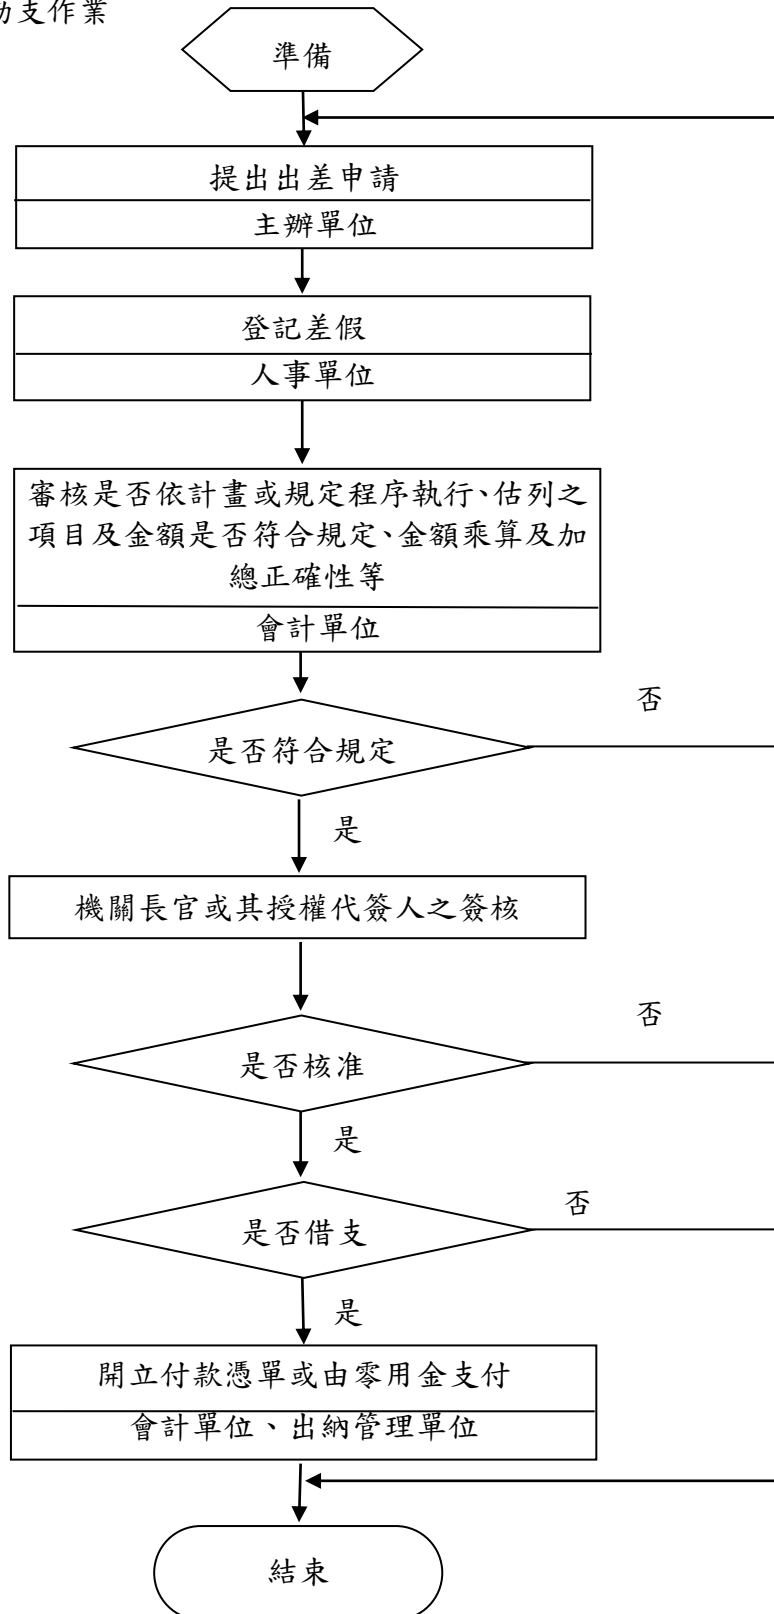 動支作業
準備
提出出差申請
主辦單位
登記差假
人事單位
審核是否依計畫或規定程序執行、估列之
項目及金額是否符合規定、金額乘算及加
總正確性等
會計單位
否
是否符合規定
是
機關長官或其授權代簽人之簽核
否
是否核准
是
否
是否借支
是
開立付款憑單或由零用金支付
會計單位、出納管理單位
結束